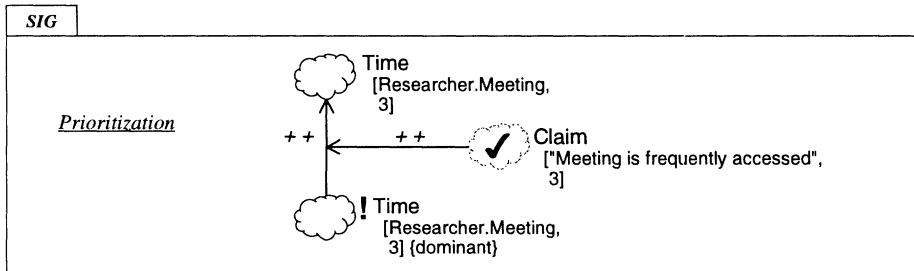 SIG
Time
[Researcher.Meeting,
3]
Prioritization
+ +
+ +
Claim
["Meeting is frequently accessed",
3]
! Time
[Researcher.Meeting,
3] {dominant}